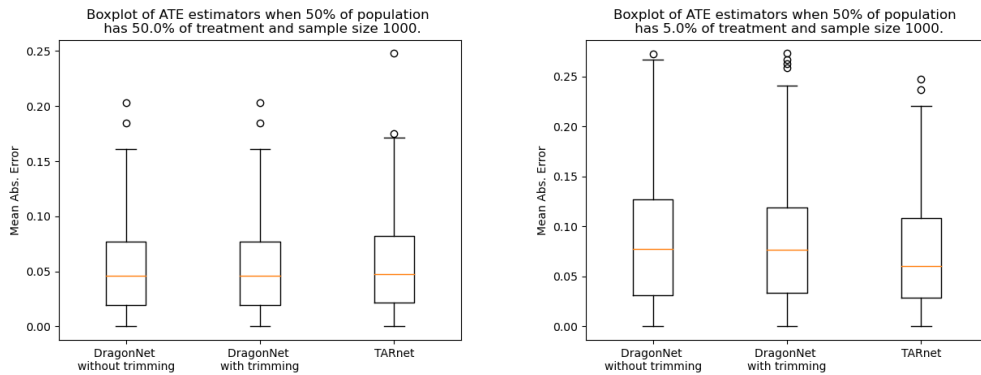 Boxplot of ATE estimators when 50% of population
has 50.0% of treatment and sample size 1000.
Mean Abs. Error
0.25
0.20
0.15
0.10
0.05
0.00
DragonNet
without trimming
DragonNet
with trimming
TARnet
Boxplot of ATE estimators when 50% of population
has 5.0% of treatment and sample size 1000.
Mean Abs. Error
0.25
0.20
0.15
0.10
0.05
0.00
DragonNet
without trimming
DragonNet
with trimming
TARnet